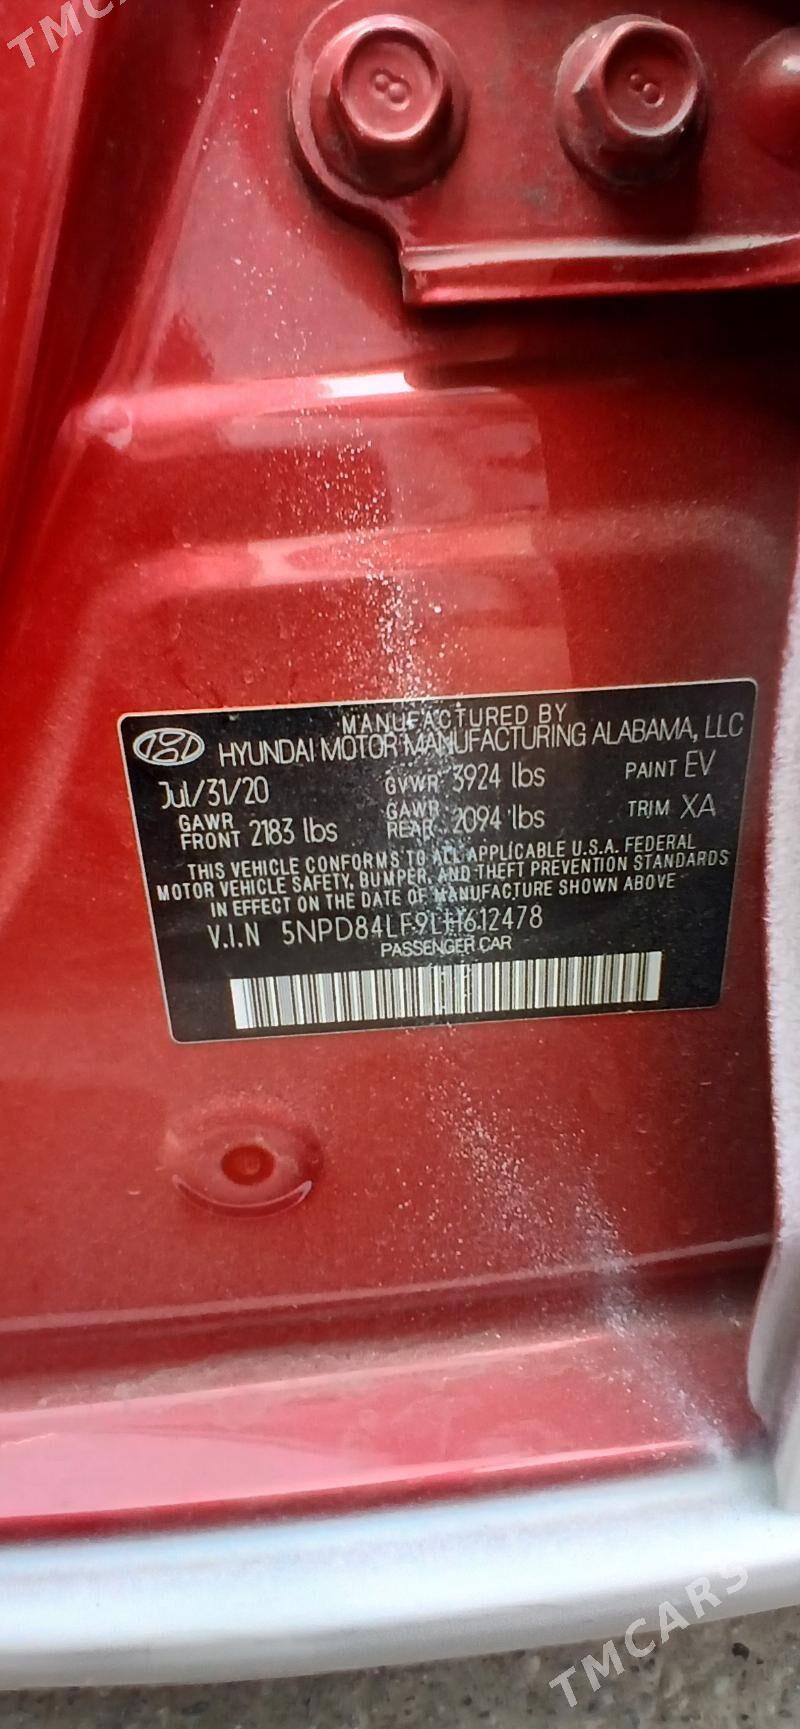 TMCARS
MANUFACTURED BY
HYUNDAI MOTOR MANUFACTURING ALABAMA, LLC
Jul/31/20 GVWR 3924 lbs PAINT EV
GAWR FRONT 2183 lbs GAWR REAR 2094 lbs TRIM XA
THIS VEHICLE CONFORMS TO ALL APPLICABLE U.S.A. FEDERAL
MOTOR VEHICLE SAFETY, BUMPER, AND THEFT PREVENTION STANDARDS
IN EFFECT ON THE DATE OF MANUFACTURE SHOWN ABOVE
V.I.N 5NPD84LF9LH612478
PASSENGER CAR
TMCARS